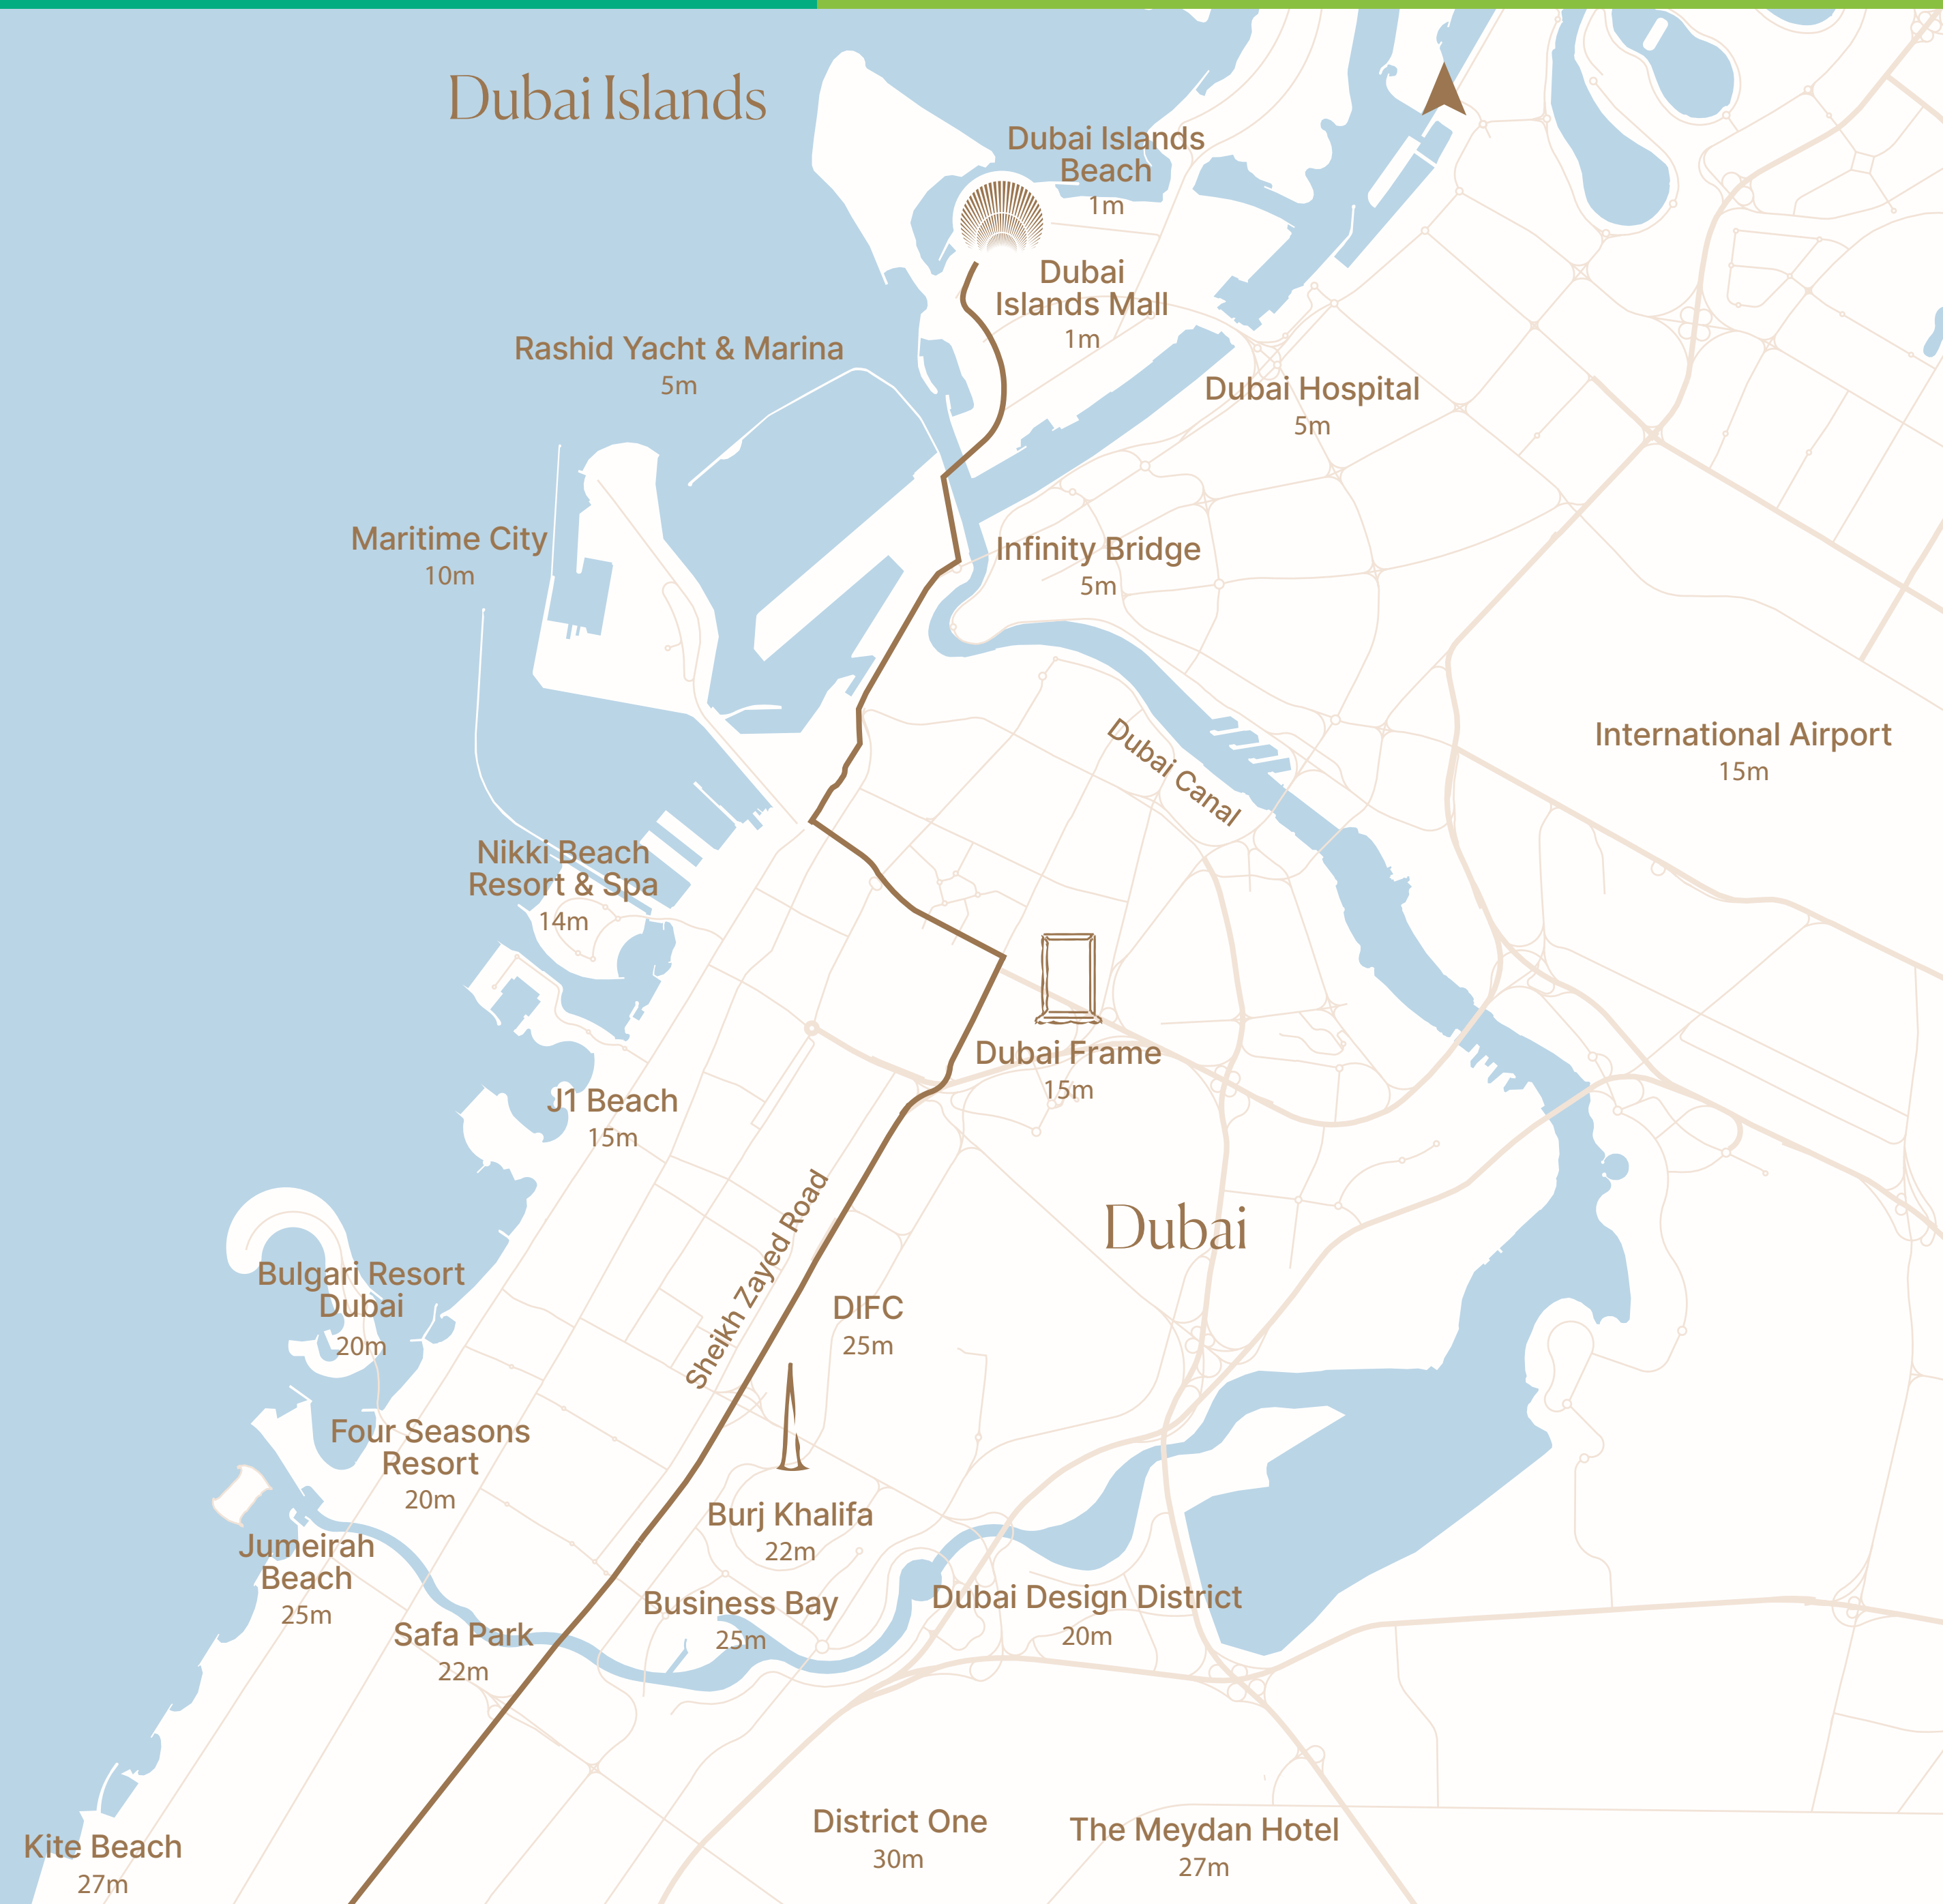 Dubai Islands
Dubai Islands
Beach
1m
Dubai
Islands Mall
1m
Rashid Yacht & Marina
5m
Dubai Hospital
5m
Maritime City
10m
Infinity Bridge
5m
Dubai Canal
International Airport
15m
Nikki Beach
Resort & Spa
14m
Dubai Frame
15m
J1 Beach
15m
Sheikh Zayed Road
Dubai
Bulgari Resort
Dubai
20m
DIFC
25m
Four Seasons
Resort
20m
Burj Khalifa
22m
Jumeirah
Beach
25m
Business Bay
25m
Dubai Design District
20m
Safa Park
22m
District One
30m
The Meydan Hotel
27m
Kite Beach
27m